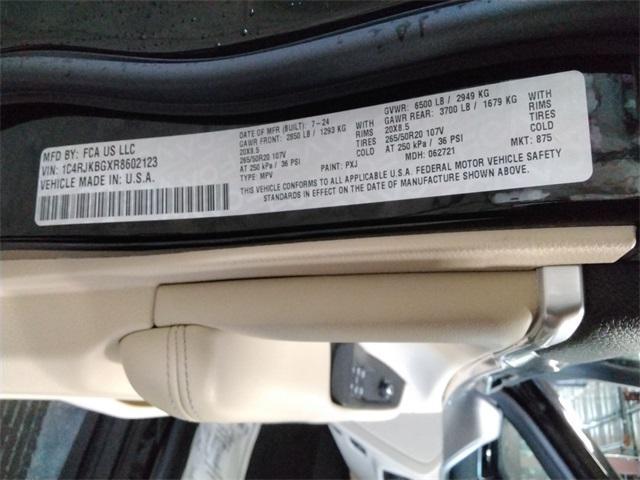 MFD BY: FCA US LLC
VIN: 1C4RJKBGXR8602123
VEHICLE MADE IN U.S.A.
DATE OF MFR (BUILT): 7-24
GAWR FRONT: 2850 LB / 1293 KG WITH
20X8.5 RIMS
265/50R20 107V TIRES
AT 250 kPa / 36 PSI COLD
TYPE: MPV PAINT: PXJ MDH: 062721 MKT: 875
GVWR: 6500 LB / 2949 KG
GAWR REAR: 3700 LB / 1679 KG WITH
20X8.5 RIMS
265/50R20 107V TIRES
AT 250 kPa / 36 PSI COLD
THIS VEHICLE CONFORMS TO ALL APPLICABLE U.S.A. FEDERAL MOTOR VEHICLE SAFETY
STANDARDS IN EFFECT ON THE DATE OF MANUFACTURE SHOWN ABOVE.